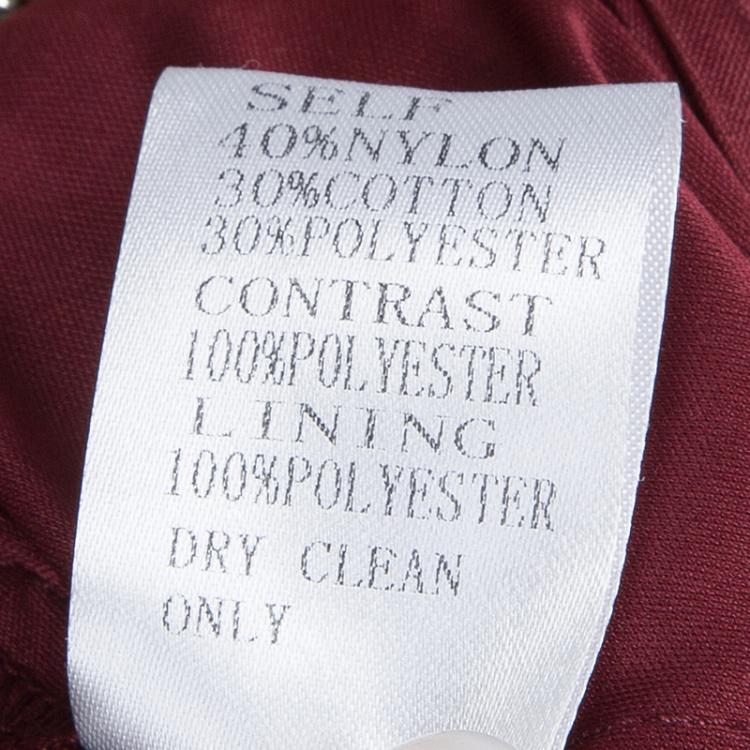 SELF
40%NYLON
30%COTTON
30%POLYESTER
CONTRAST
100%POLYESTER
LINING
100%POLYESTER
DRY CLEAN
ONLY